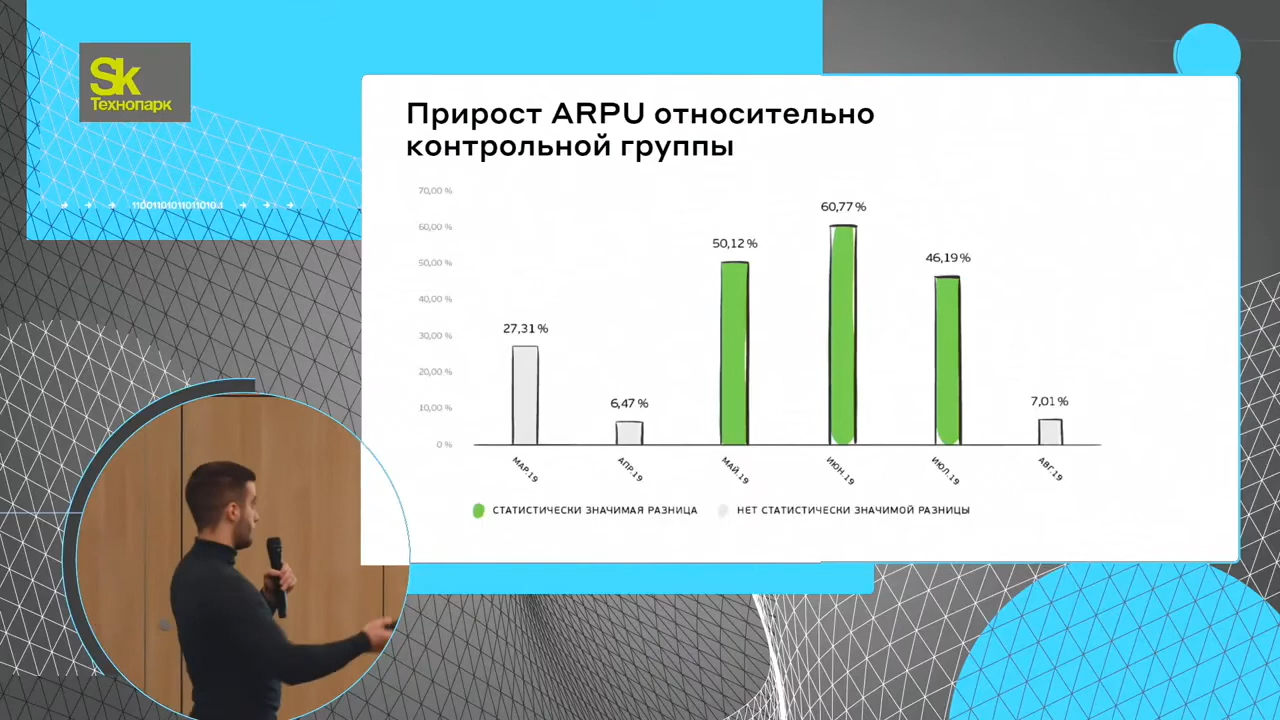 Sk
Технопарк
110011010110110101
Прирост ARPU относительно
контрольной группы
70,00 %
60,00 %
50,00 %
40,00 %
30,00 %
20,00 %
10,00 %
0 %
27,31 %
6,47 %
50,12 %
60,77 %
46,19 %
7,01 %
МАР.19
АПР.19
МАЙ.19
ИЮН.19
ИЮЛ.19
АВГ.19
СТАТИСТИЧЕСКИ ЗНАЧИМАЯ РАЗНИЦА
НЕТ СТАТИСТИЧЕСКИ ЗНАЧИМОЙ РАЗНИЦЫ